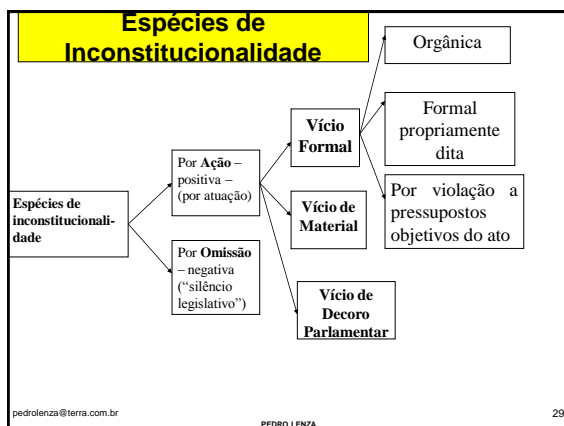 Espécies de
Inconstitucionalidade
Orgânica
Vício
Formal
Formal
propriamente
dita
Por Ação –
positiva –
(por atuação)
Por violação a
pressupostos
objetivos do ato
Espécies de
inconstitucionali-
dade
Vício de
Material
Por Omissão
– negativa
(“silêncio
legislativo”)
Vício de
Decoro
Parlamentar
pedrolenza@terra.com.br
PEDRO LENZA
29